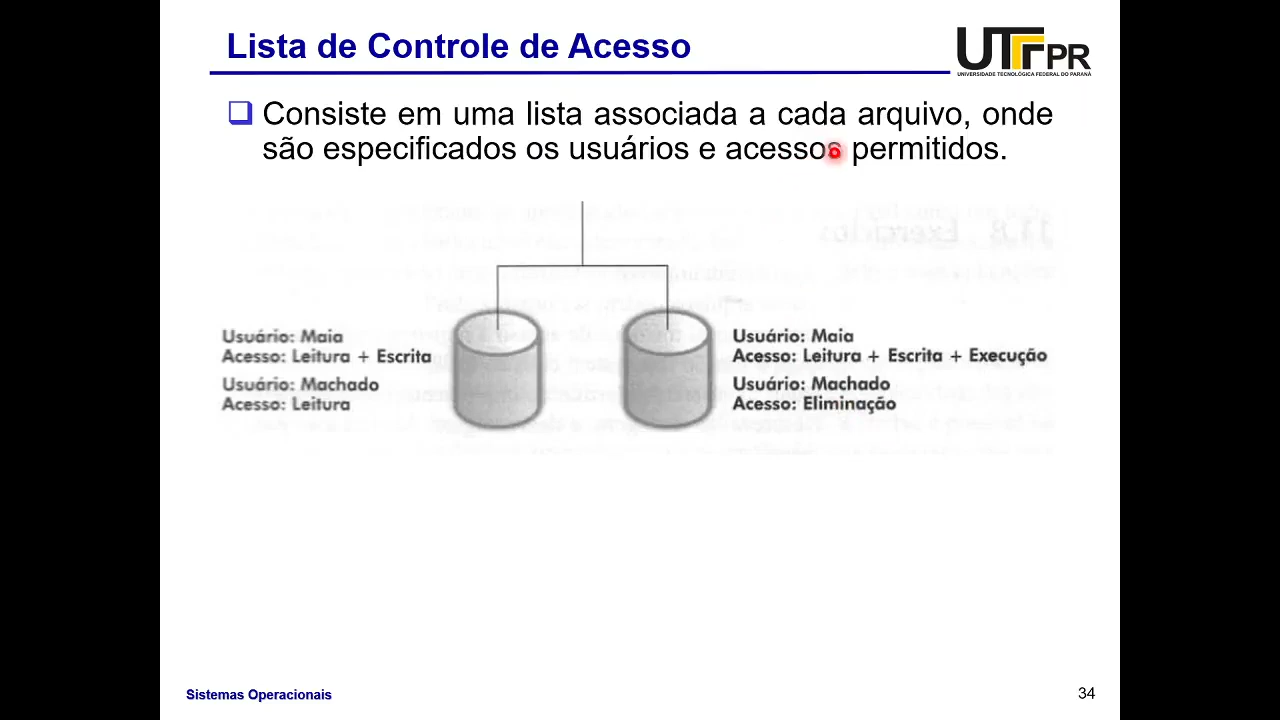 Lista de Controle de Acesso
UTFPR
UNIVERSIDADE TECNOLÓGICA FEDERAL DO PARANÁ
Consiste em uma lista associada a cada arquivo, onde
são especificados os usuários e acessos permitidos.
Usuário: Maia
Acesso: Leitura + Escrita
Usuário: Machado
Acesso: Leitura
Usuário: Maia
Acesso: Leitura + Escrita + Execução
Usuário: Machado
Acesso: Eliminação
Sistemas Operacionais
34